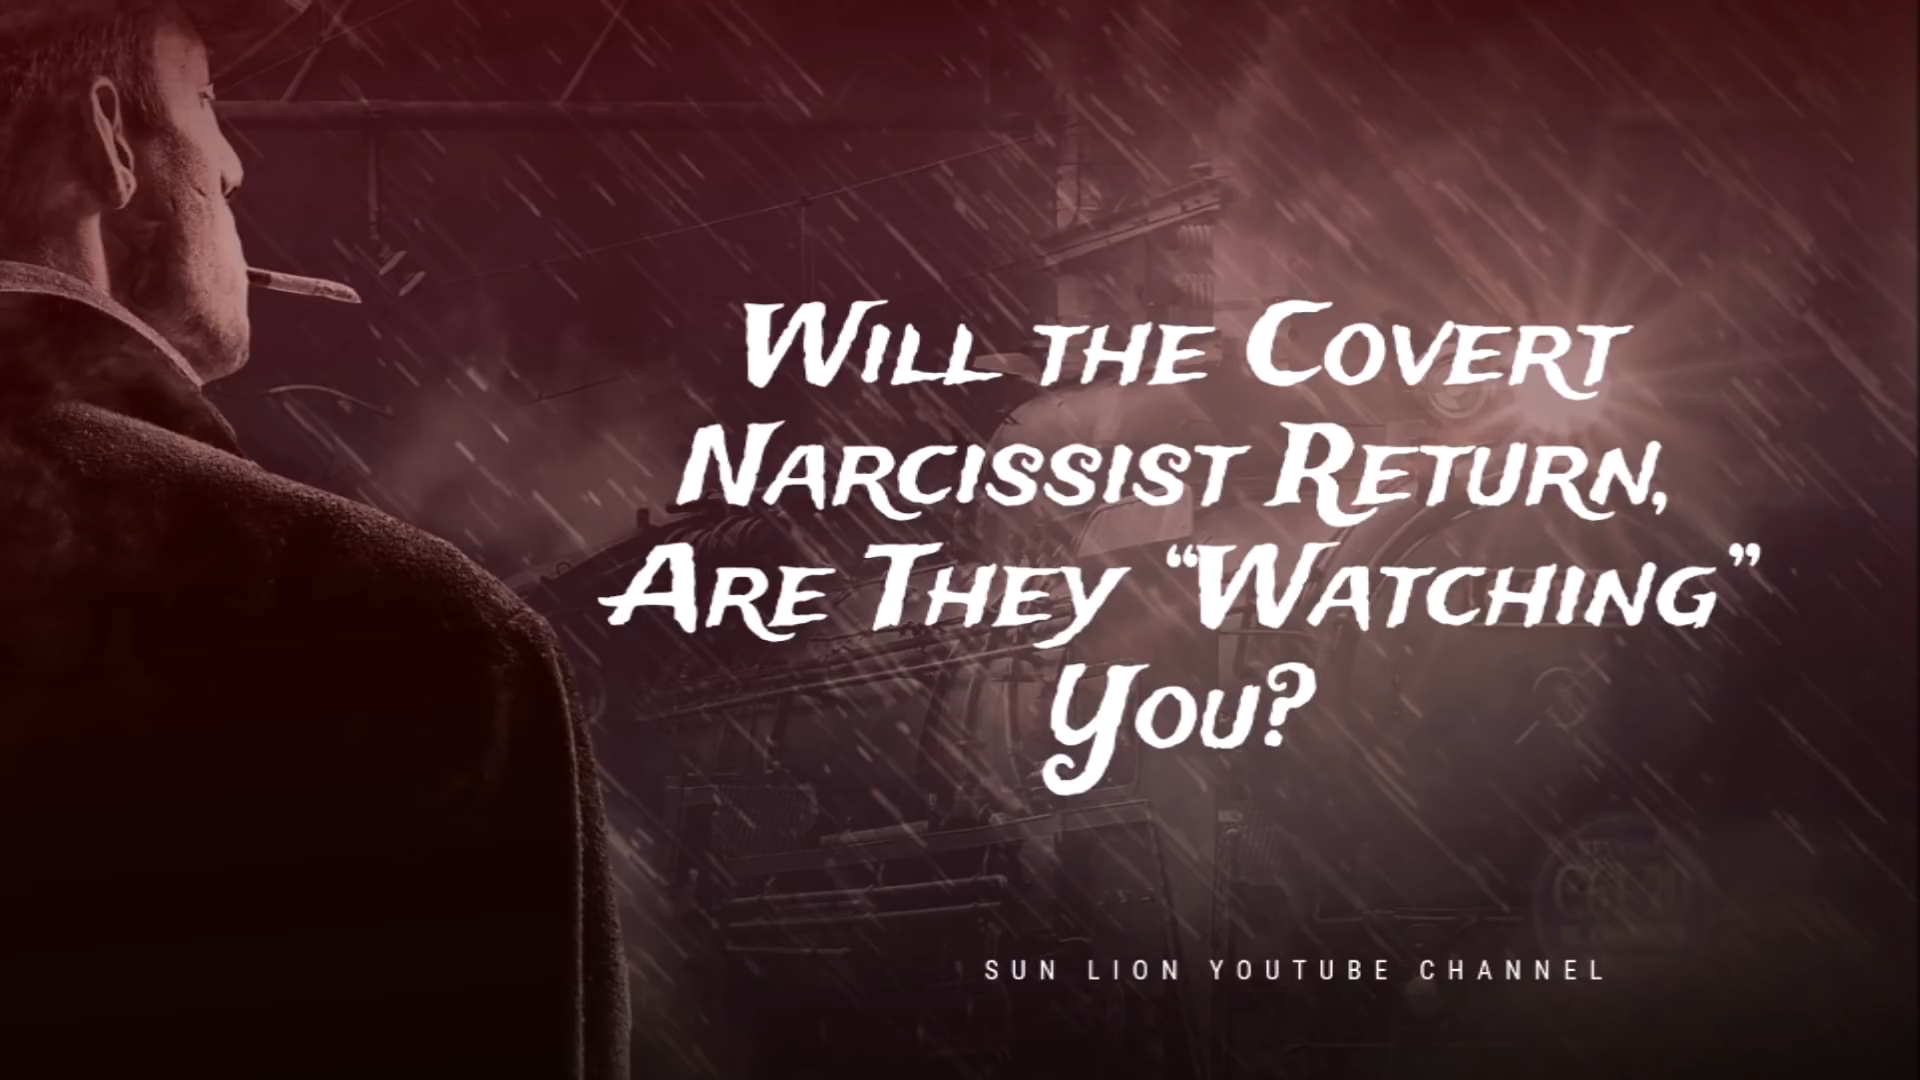 Will the Covert
Narcissist Return,
Are They “Watching”
You?
SUN LION YOUTUBE CHANNEL